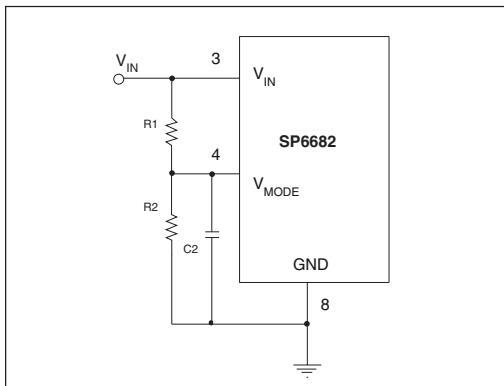 V_IN 3 V_IN
R1
SP6682
4
V_MODE
R2
C2
GND
8